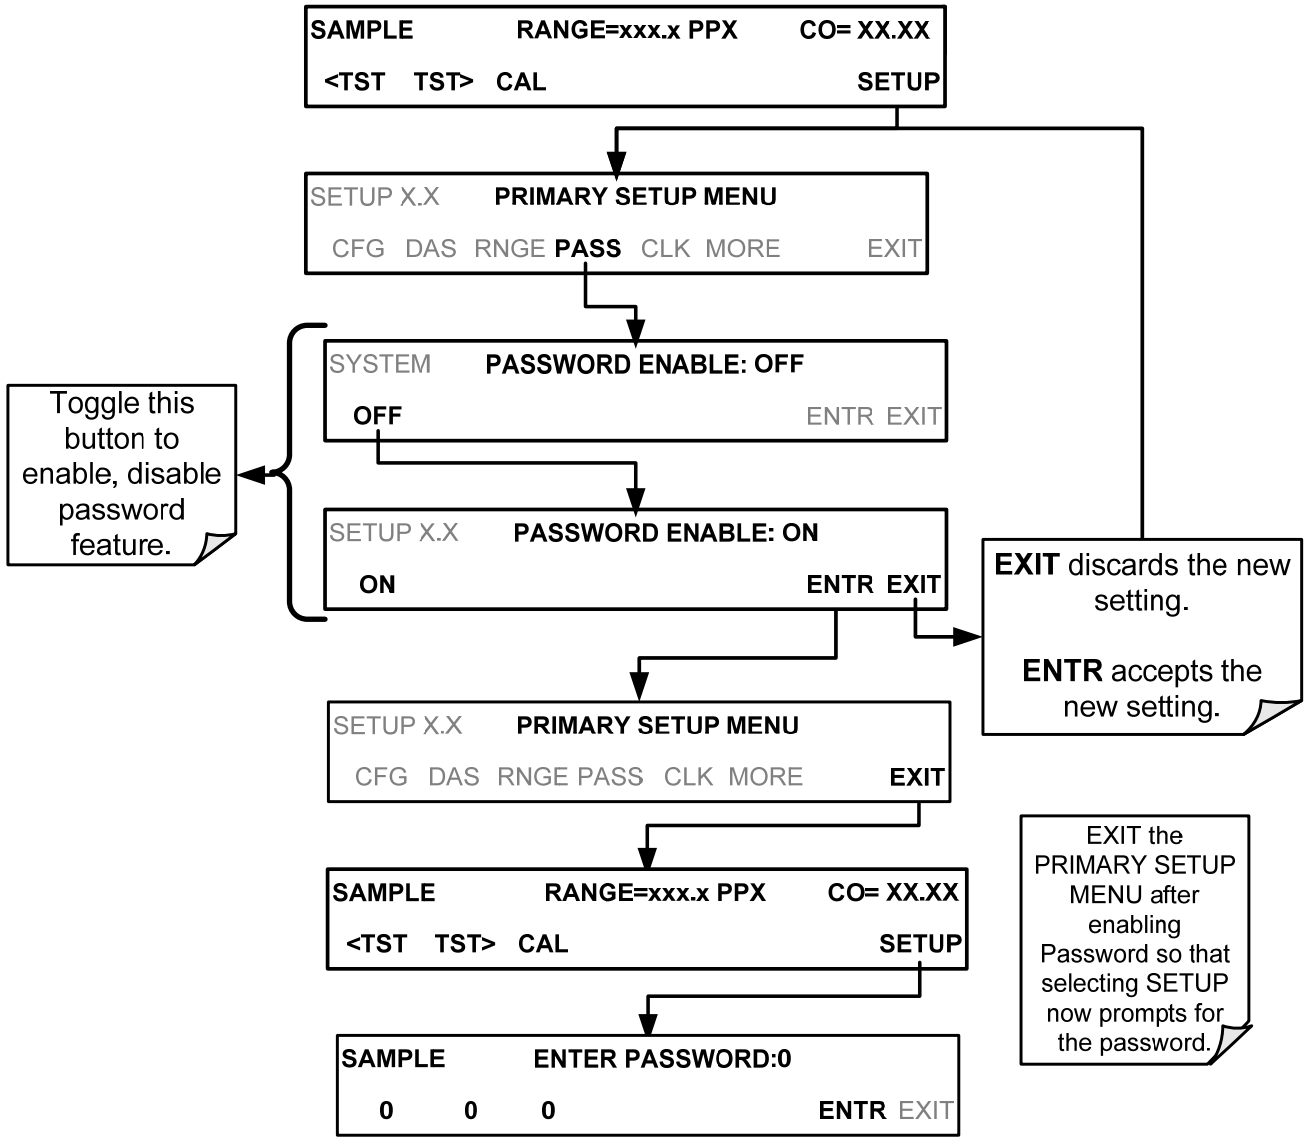 SAMPLE RANGE=xxx.x PPX CO= XX.XX
<TST TST> CAL SETUP
SETUP X.X PRIMARY SETUP MENU
CFG DAS RNGE PASS CLK MORE EXIT
SYSTEM PASSWORD ENABLE: OFF
OFF ENTR EXIT
Toggle this
button to
enable, disable
password
feature.
SETUP X.X PASSWORD ENABLE: ON
ON ENTR EXIT
EXIT discards the new
setting.
ENTR accepts the
new setting.
SETUP X.X PRIMARY SETUP MENU
CFG DAS RNGE PASS CLK MORE EXIT
EXIT the
PRIMARY SETUP
MENU after
enabling
Password so that
selecting SETUP
now prompts for
the password.
SAMPLE RANGE=xxx.x PPX CO= XX.XX
<TST TST> CAL SETUP
SAMPLE ENTER PASSWORD:0
0 0 0 ENTR EXIT